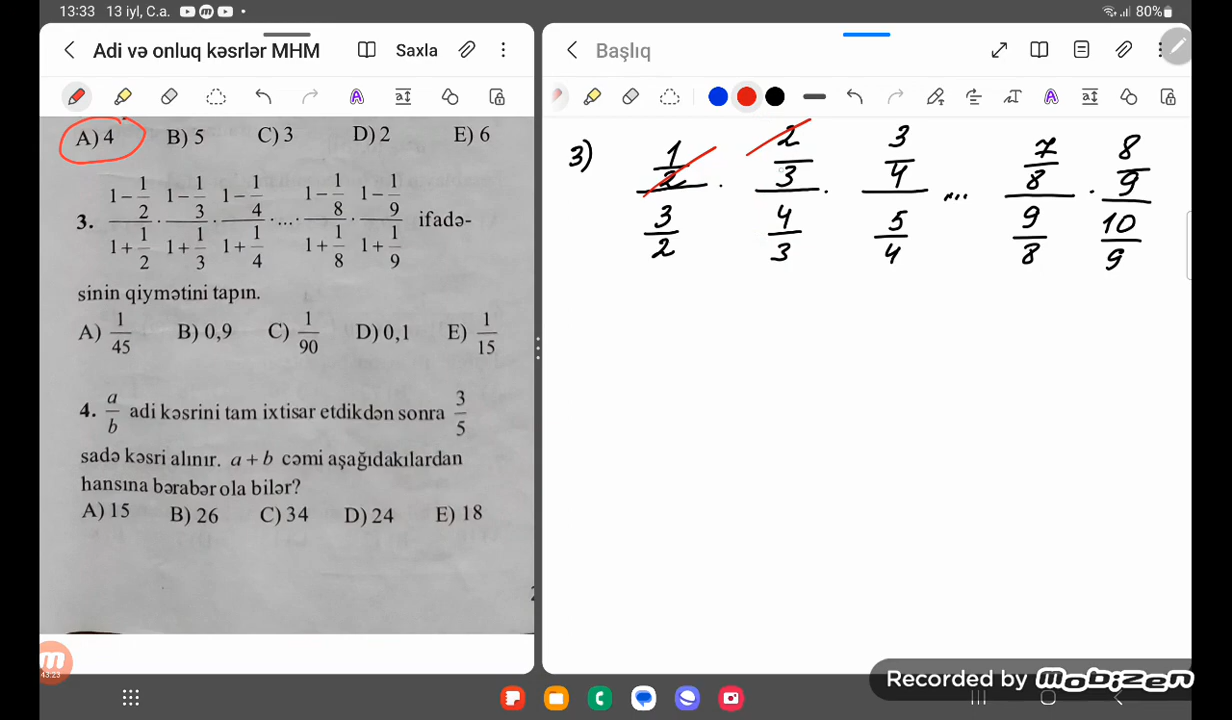 13:33 13 iyl, C.a. 80%
Adi və onluq kəsrlər MHM Saxla
Başlıq
A) 4 B) 5 C) 3 D) 2 E) 6
3. (1 − 1/2)/(1 + 1/2) · (1 − 1/3)/(1 + 1/3) · (1 − 1/4)/(1 + 1/4) · ... · (1 − 1/8)/(1 + 1/8) · (1 − 1/9)/(1 + 1/9) ifadə-
sinin qiymətini tapın.
A) 1/45 B) 0,9 C) 1/90 D) 0,1 E) 1/15
4. a/b adi kəsrini tam ixtisar etdikdən sonra 3/5
sadə kəsri alınır. a + b cəmi aşağıdakılardan
hansına bərabər ola bilər?
A) 15 B) 26 C) 34 D) 24 E) 18
3) (1/2)/(3/2) · (2/3)/(4/3) · (3/4)/(5/4) ... (7/8)/(9/8) · (8/9)/(10/9)
m
43:23
Recorded by mobizen